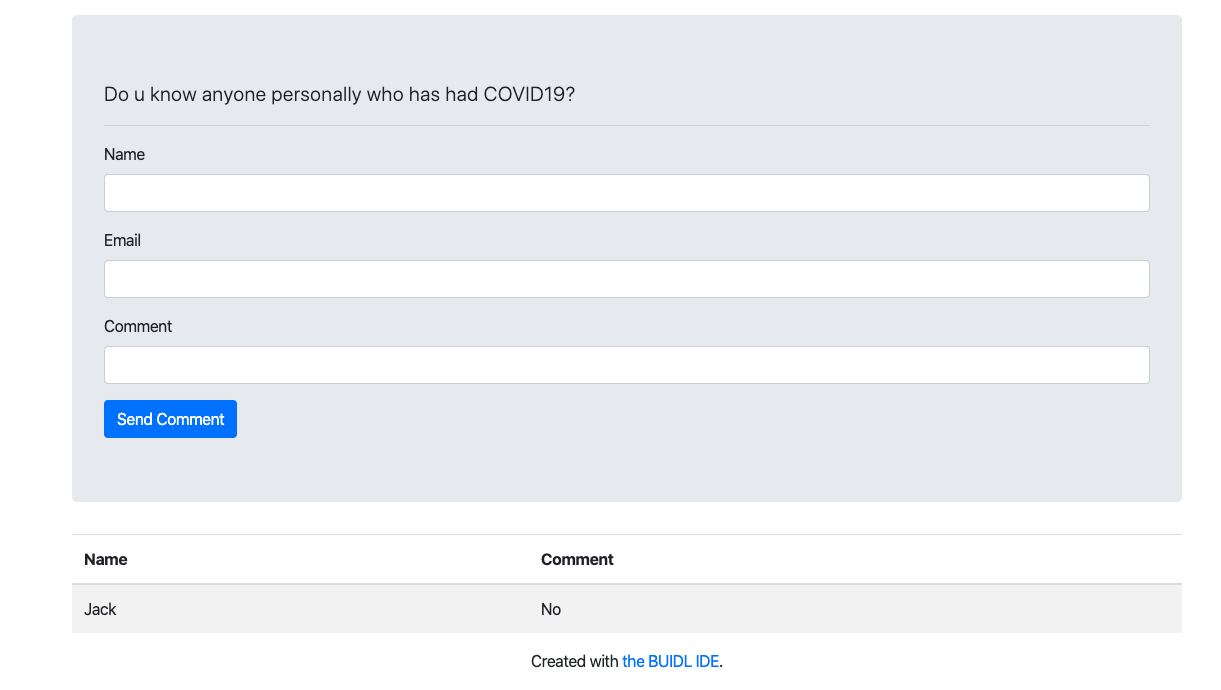 Do u know anyone personally who has had COVID19?
Name
Email
Comment
Send Comment
Name Comment
Jack No
Created with the BUIDL IDE.